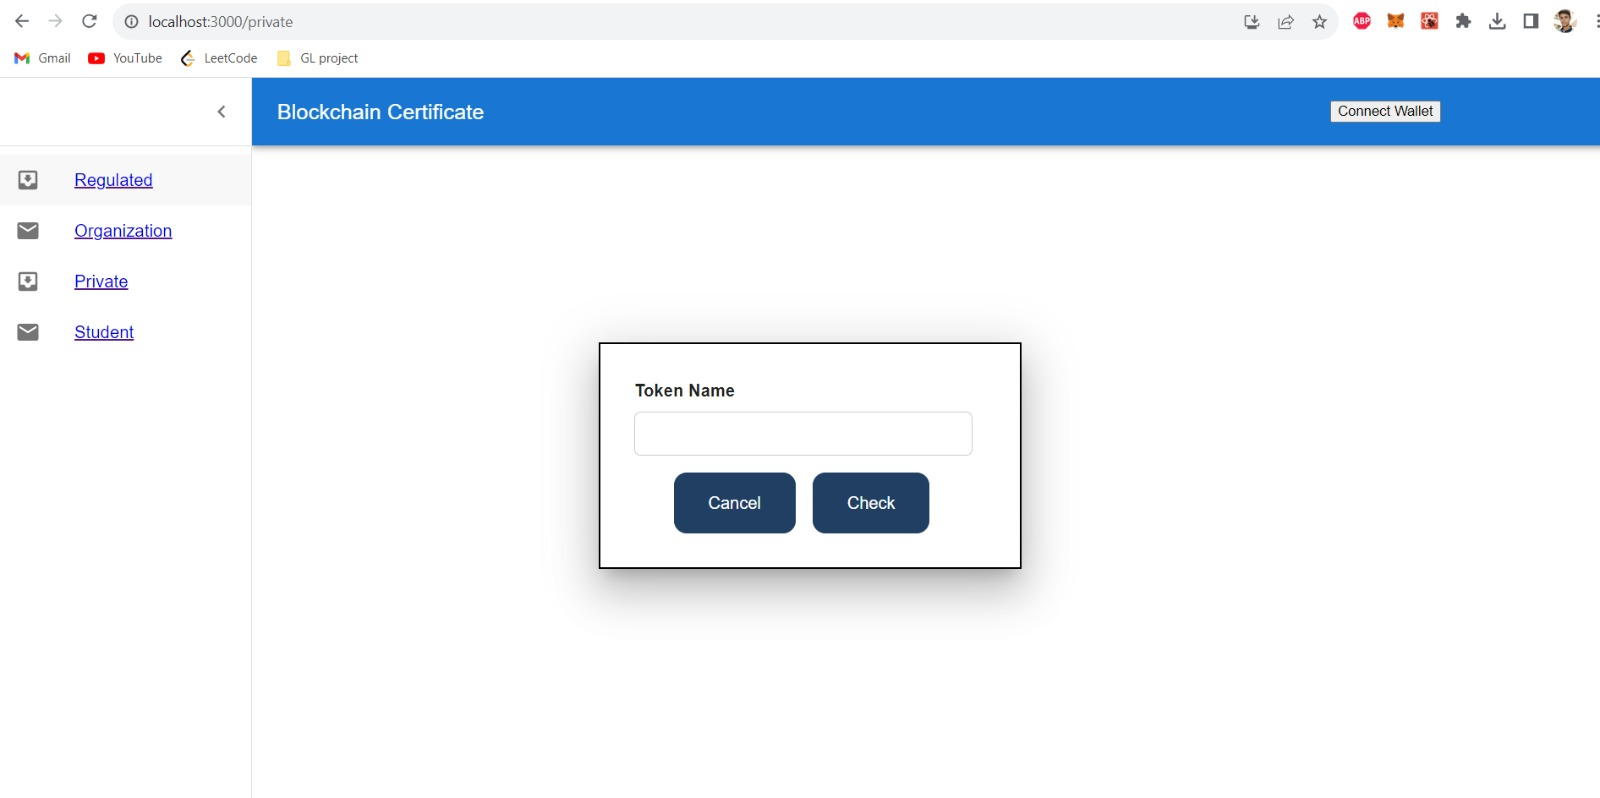 localhost:3000/private
ABP
Gmail YouTube LeetCode GL project
Blockchain Certificate
Connect Wallet
Regulated
Organization
Private
Student
Token Name
Cancel Check